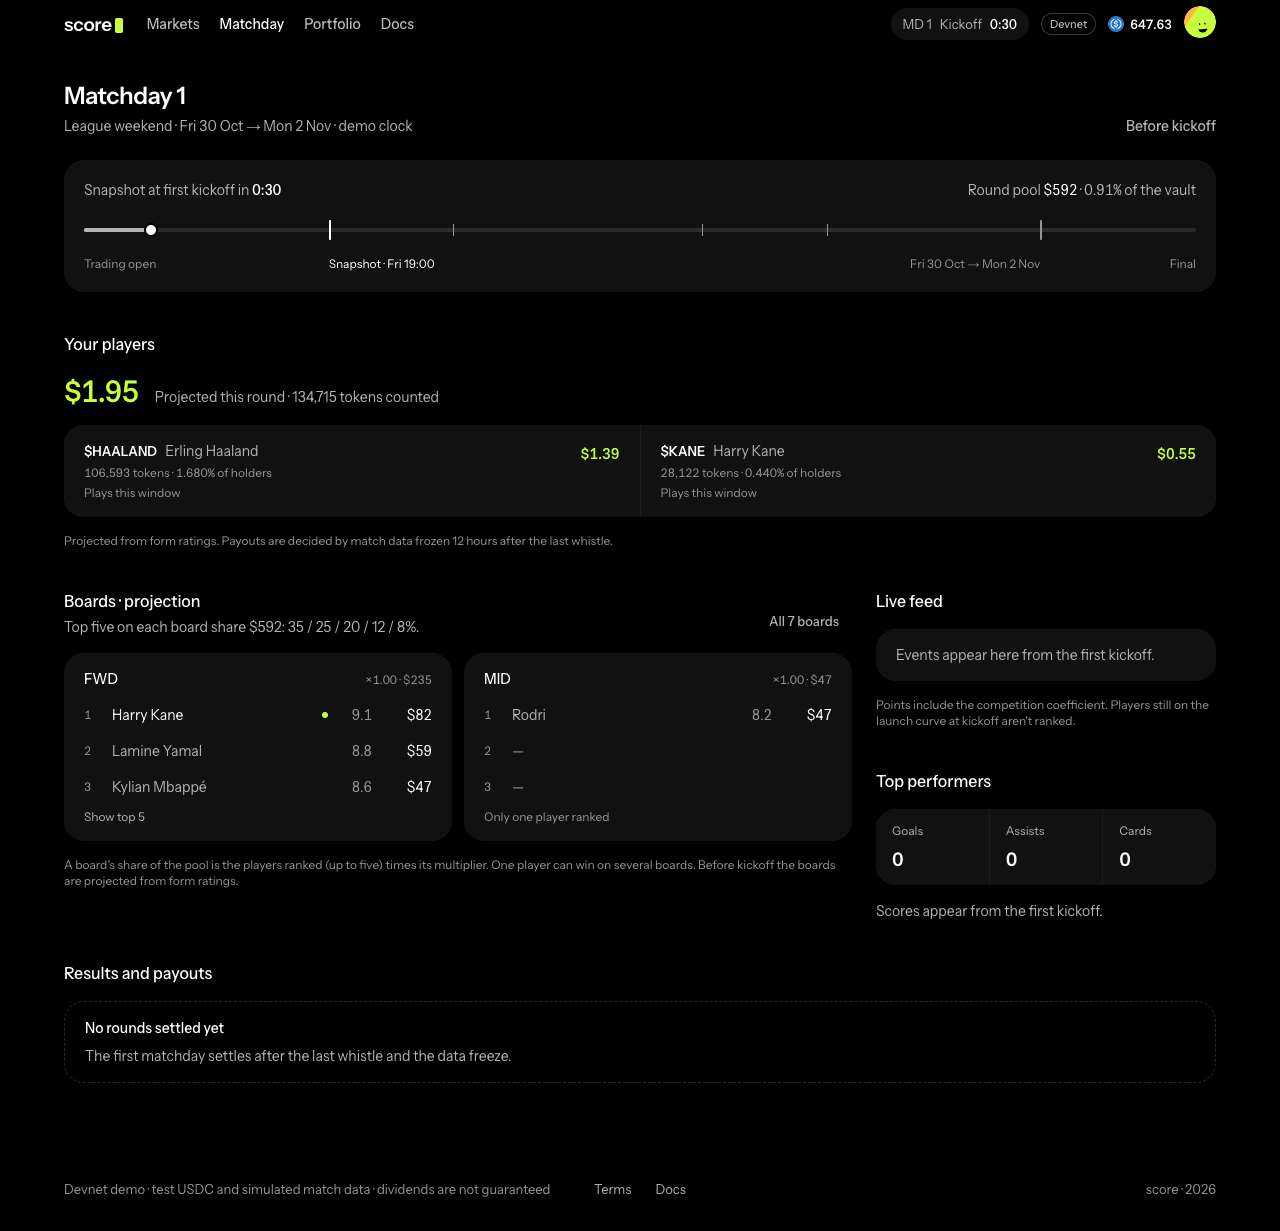 score Markets Matchday Portfolio Docs MD 1 Kickoff 0:30 Devnet 647.63
Matchday 1
League weekend · Fri 30 Oct → Mon 2 Nov · demo clock Before kickoff
Snapshot at first kickoff in 0:30 Round pool $592 · 0.91% of the vault
Trading open Snapshot · Fri 19:00 Fri 30 Oct → Mon 2 Nov Final
Your players
$1.95 Projected this round · 134,715 tokens counted
$HAALAND Erling Haaland $1.39
106,593 tokens · 1.680% of holders
Plays this window
$KANE Harry Kane $0.55
28,122 tokens · 0.440% of holders
Plays this window
Projected from form ratings. Payouts are decided by match data frozen 12 hours after the last whistle.
Boards · projection
Top five on each board share $592: 35 / 25 / 20 / 12 / 8%. All 7 boards
FWD ×1.00 · $235
1 Harry Kane 9.1 $82
2 Lamine Yamal 8.8 $59
3 Kylian Mbappé 8.6 $47
Show top 5
MID ×1.00 · $47
1 Rodri 8.2 $47
2 —
3 —
Only one player ranked
A board's share of the pool is the players ranked (up to five) times its multiplier. One player can win on several boards. Before kickoff the boards
are projected from form ratings.
Live feed
Events appear here from the first kickoff.
Points include the competition coefficient. Players still on the
launch curve at kickoff aren't ranked.
Top performers
Goals Assists Cards
0 0 0
Scores appear from the first kickoff.
Results and payouts
No rounds settled yet
The first matchday settles after the last whistle and the data freeze.
Devnet demo · test USDC and simulated match data · dividends are not guaranteed Terms Docs score · 2026